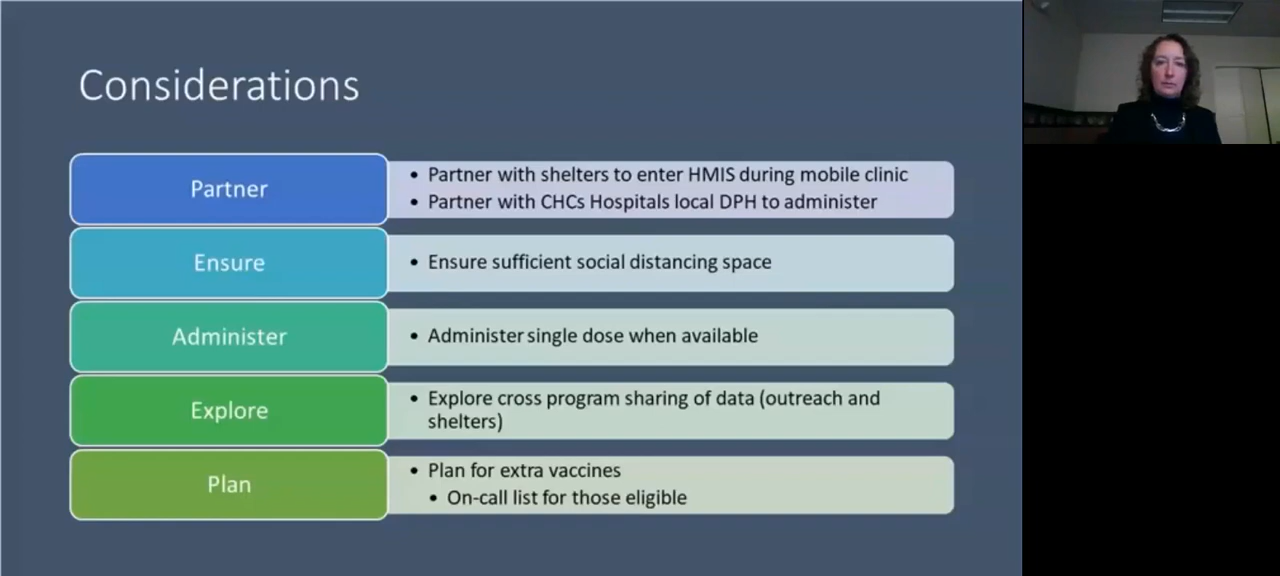 Considerations
Partner
• Partner with shelters to enter HMIS during mobile clinic
• Partner with CHCs Hospitals local DPH to administer
Ensure
• Ensure sufficient social distancing space
Administer
• Administer single dose when available
Explore
• Explore cross program sharing of data (outreach and
shelters)
Plan
• Plan for extra vaccines
• On-call list for those eligible